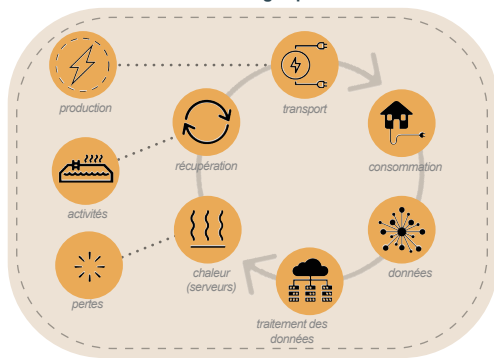 production
transport
récupération
consommation
activités
chaleur
(serveurs)
données
pertes
traitement des
données